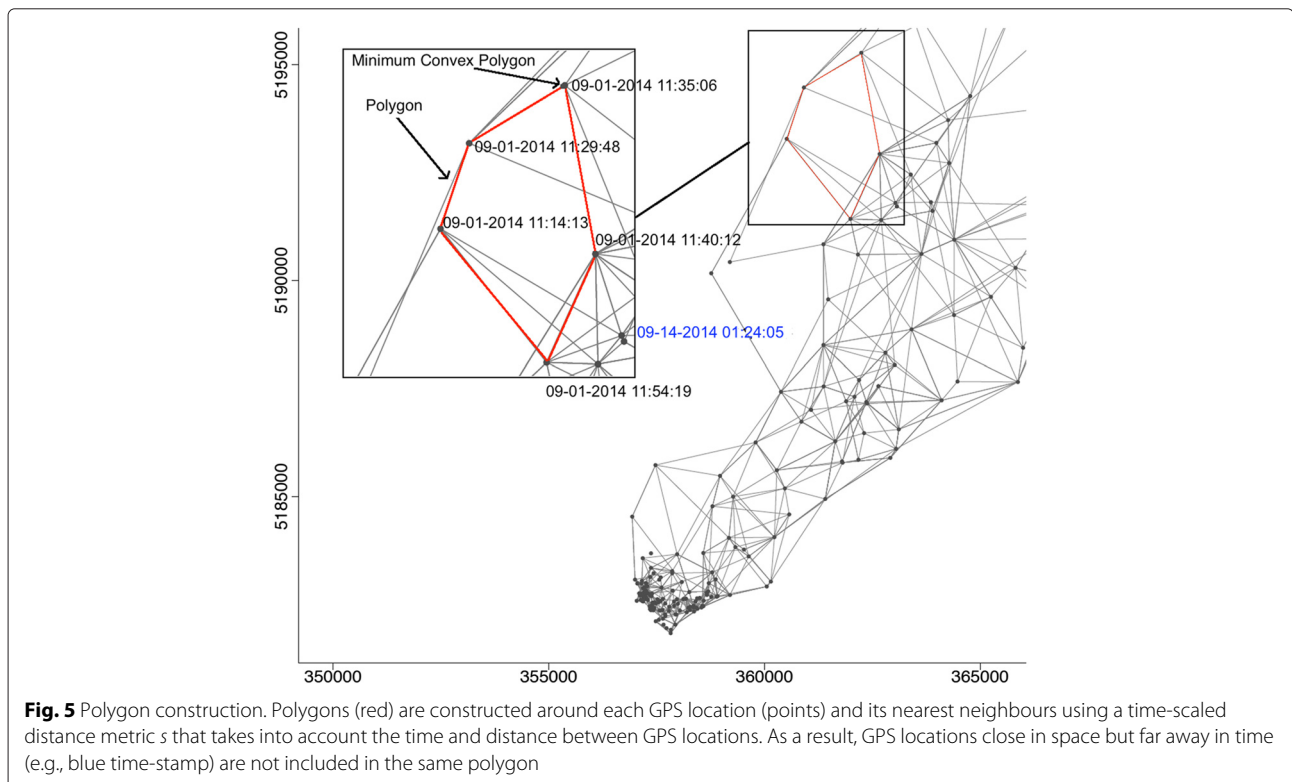 Minimum Convex Polygon
09-01-2014 11:35:06
Polygon
09-01-2014 11:29:48
09-01-2014 11:14:13
09-01-2014 11:40:12
09-14-2014 01:24:05
09-01-2014 11:54:19
5195000
5190000
5185000
350000 355000 360000 365000
Fig. 5 Polygon construction. Polygons (red) are constructed around each GPS location (points) and its nearest neighbours using a time-scaled
distance metric s that takes into account the time and distance between GPS locations. As a result, GPS locations close in space but far away in time
(e.g., blue time-stamp) are not included in the same polygon